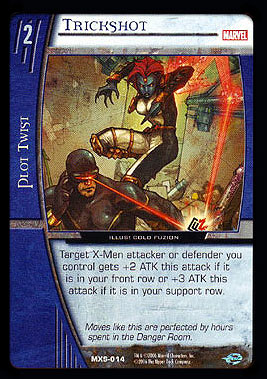 2
TRICKSHOT
MARVEL
PLOT TWIST
ILLUS: COLD FUZION
Target X-Men attacker or defender you
control gets +2 ATK this attack if it
is in your front row or +3 ATK this
attack if it is in your support row.
Moves like this are perfected by hours
spent in the Danger Room.
MXS-014